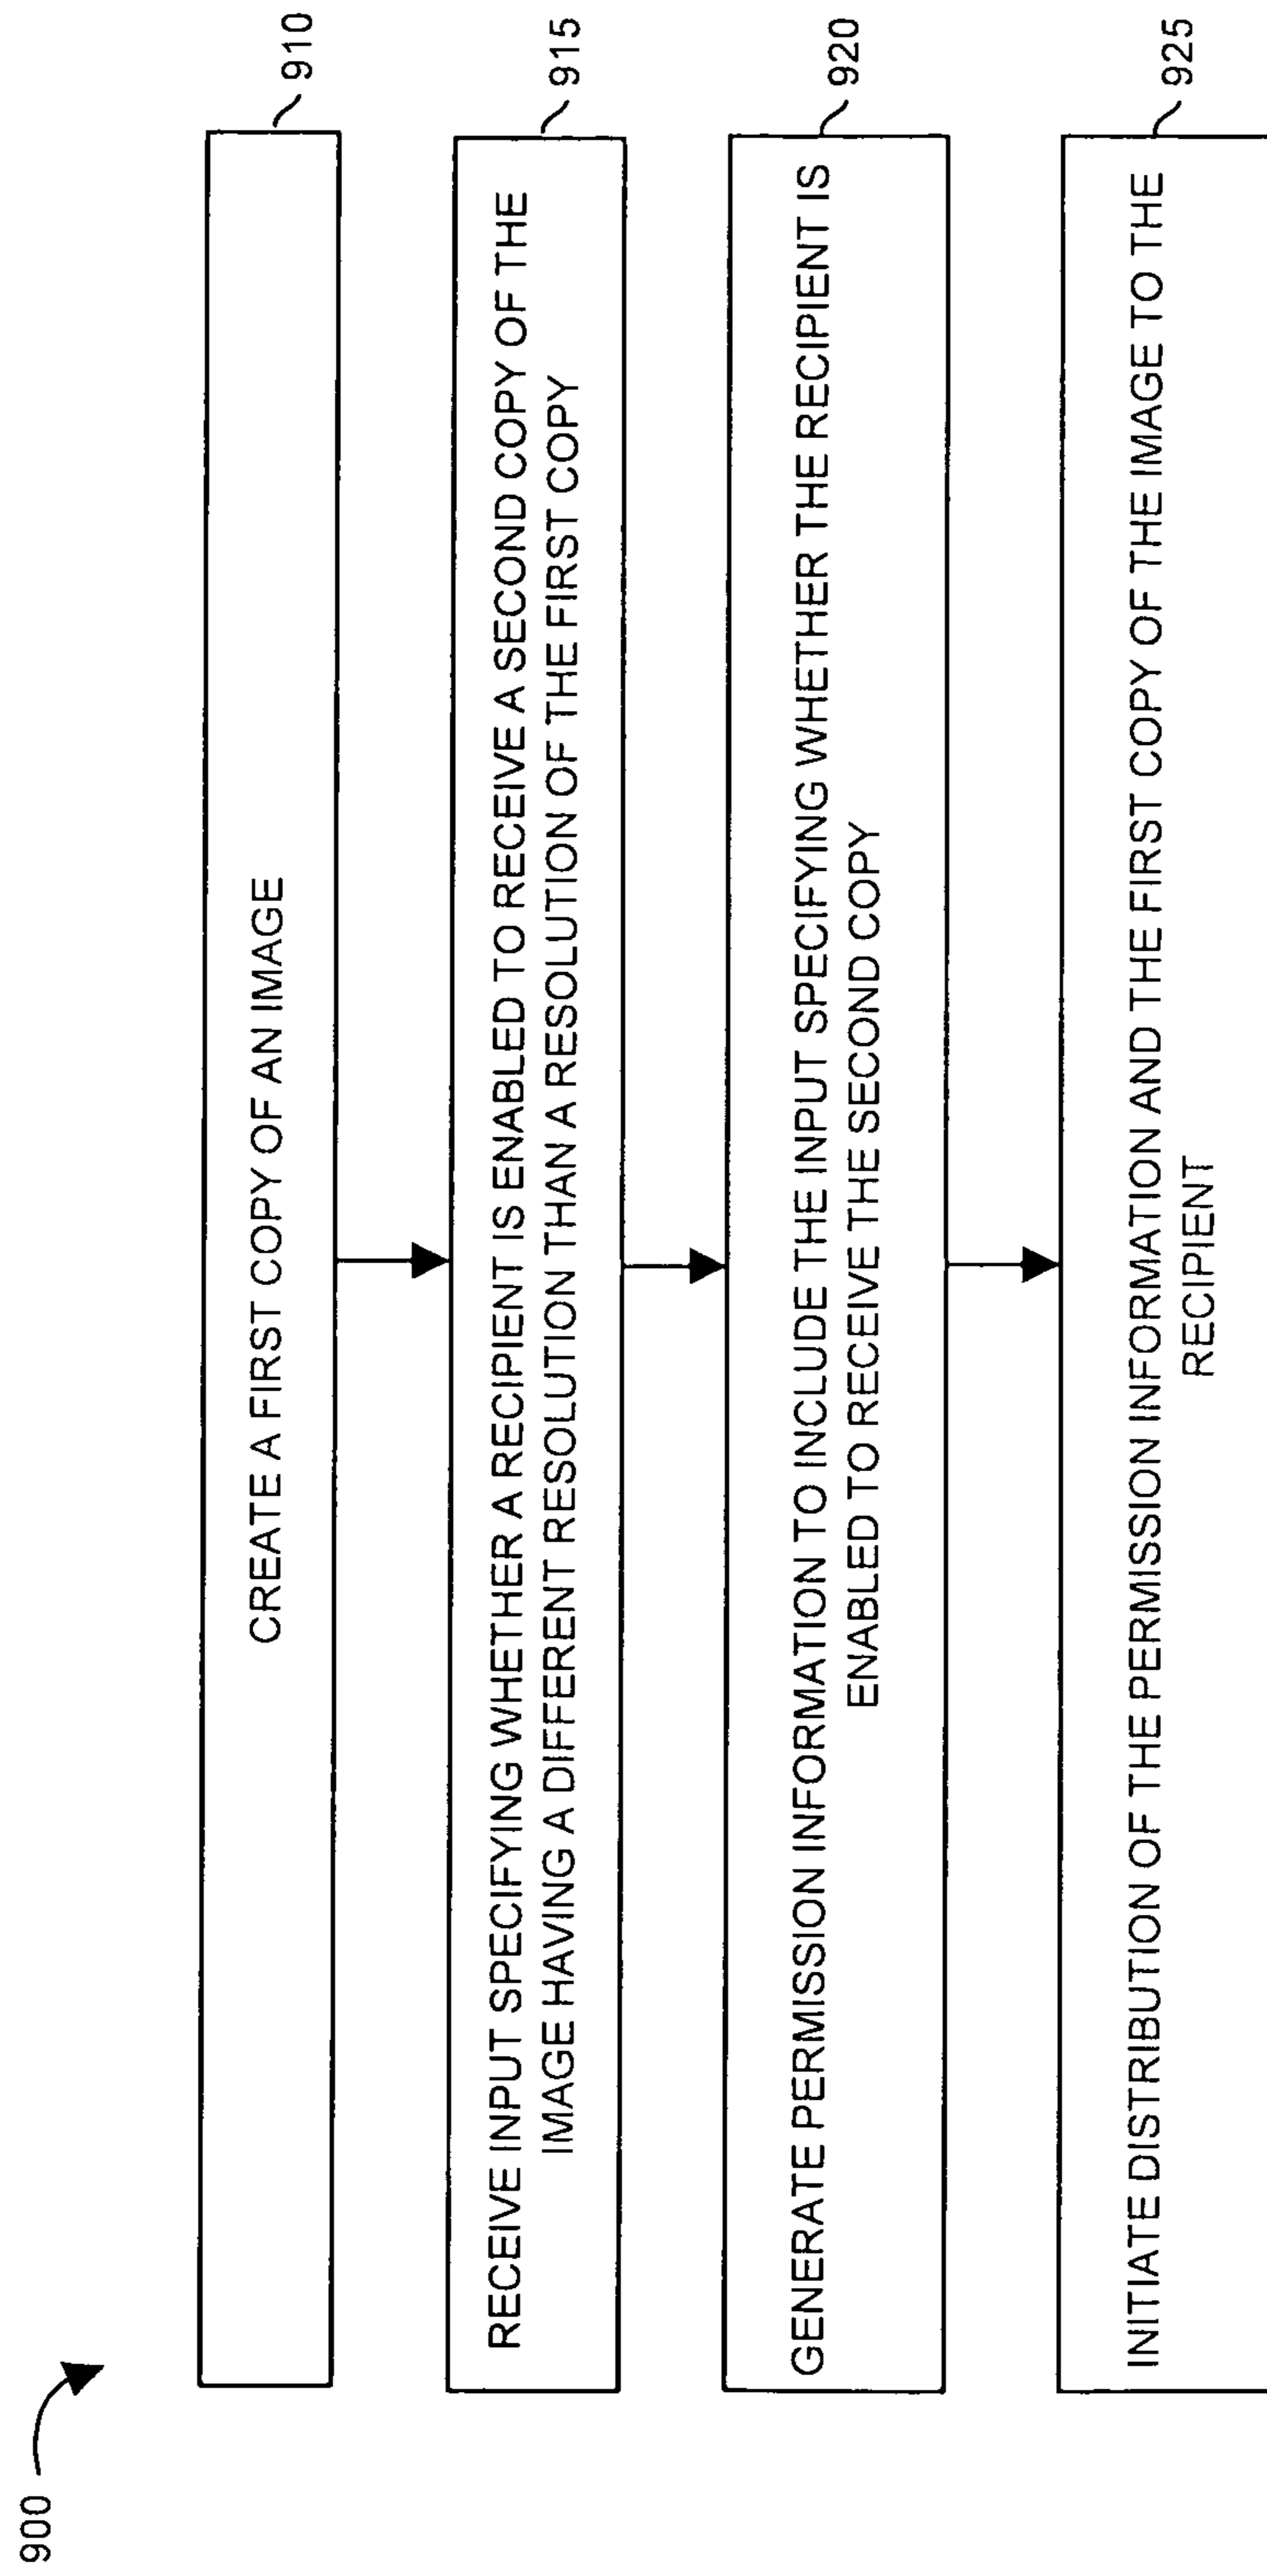 900
CREATE A FIRST COPY OF AN IMAGE
910
RECEIVE INPUT SPECIFYING WHETHER A RECIPIENT IS ENABLED TO RECEIVE A SECOND COPY OF THE
IMAGE HAVING A DIFFERENT RESOLUTION THAN A RESOLUTION OF THE FIRST COPY
915
GENERATE PERMISSION INFORMATION TO INCLUDE THE INPUT SPECIFYING WHETHER THE RECIPIENT IS
ENABLED TO RECEIVE THE SECOND COPY
920
INITIATE DISTRIBUTION OF THE PERMISSION INFORMATION AND THE FIRST COPY OF THE IMAGE TO THE
RECIPIENT
925